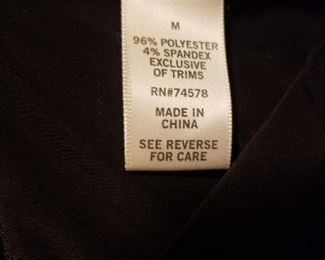 M
96% POLYESTER
4% SPANDEX
EXCLUSIVE
OF TRIMS
RN#74578
MADE IN
CHINA
SEE REVERSE
FOR CARE